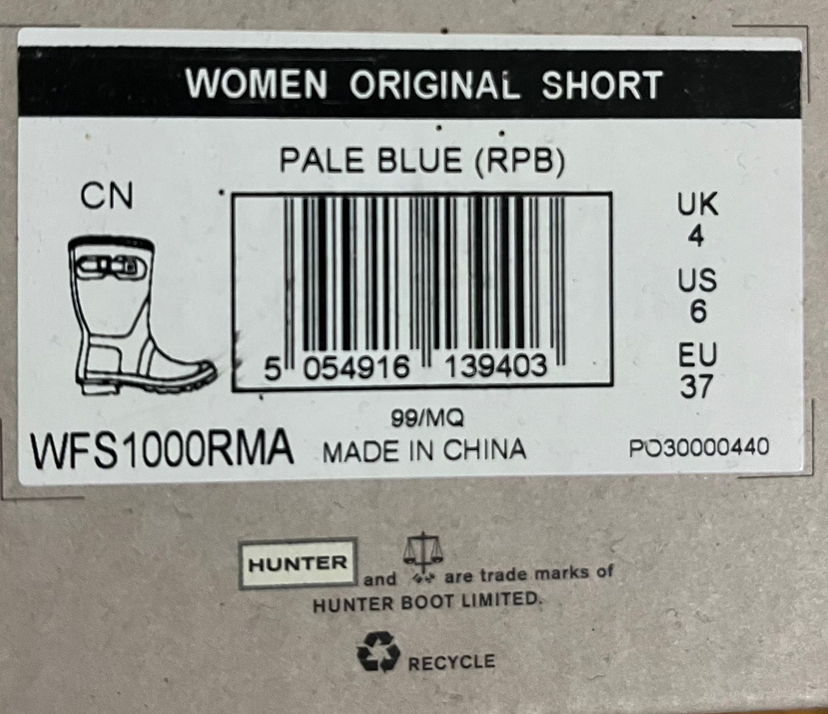 WOMEN ORIGINAL SHORT
PALE BLUE (RPB)
CN
UK
4
US
6
EU
37
5 054916 139403
99/MQ
WFS1000RMA MADE IN CHINA PO30000440
HUNTER and are trade marks of
HUNTER BOOT LIMITED.
RECYCLE